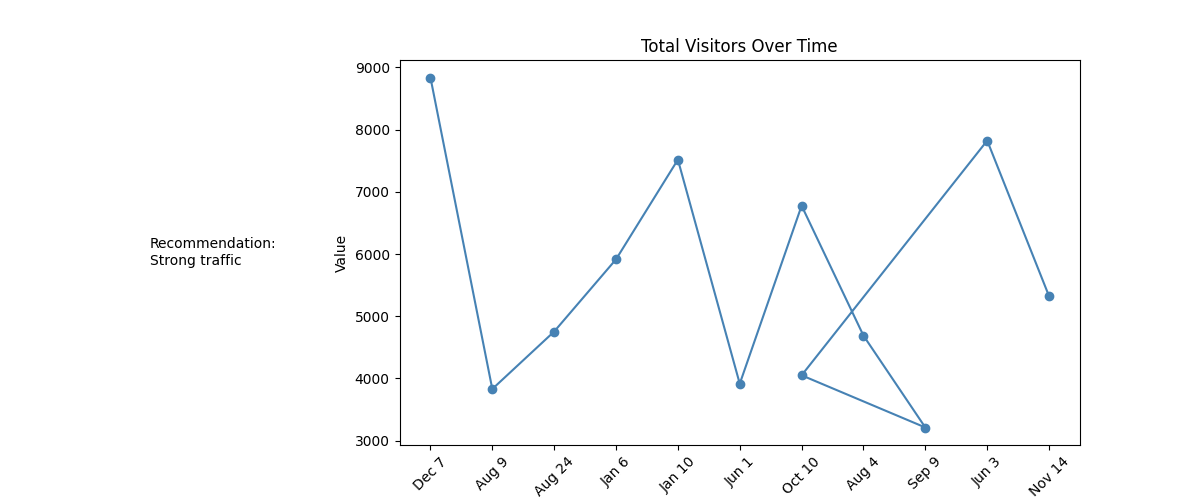 Total Visitors Over Time
Recommendation:
Strong traffic
Value
9000
8000
7000
6000
5000
4000
3000
Dec 7
Aug 9
Aug 24
Jan 6
Jan 10
Jun 1
Oct 10
Aug 4
Sep 9
Jun 3
Nov 14